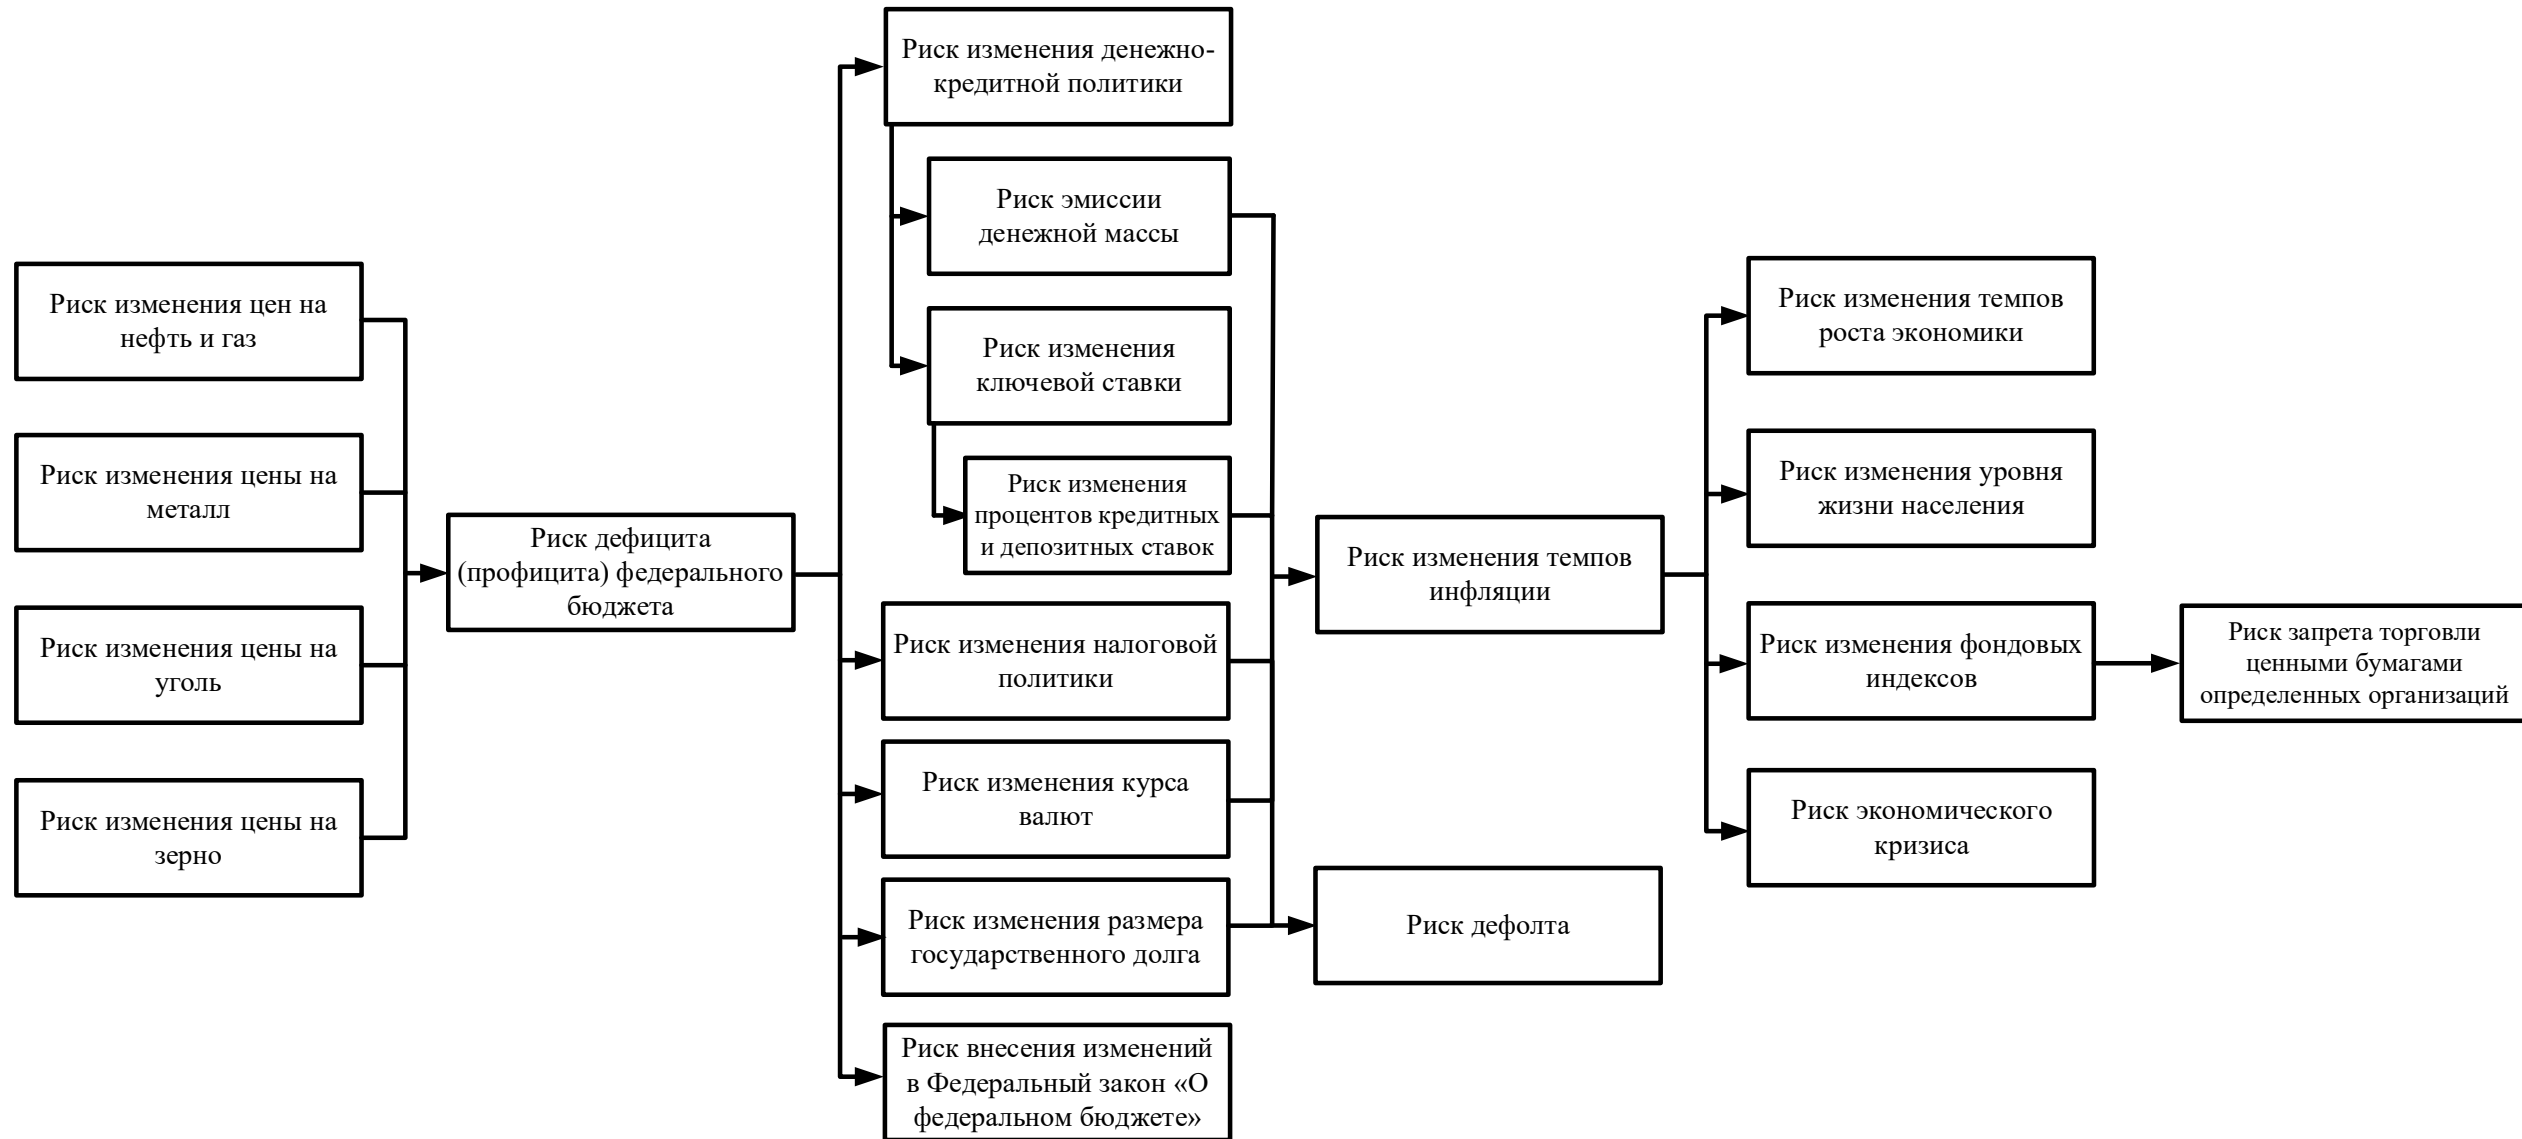 Риск изменения цен на
нефть и газ
Риск изменения цены на
металл
Риск изменения цены на
уголь
Риск изменения цены на
зерно
Риск дефицита
(профицита) федерального
бюджета
Риск изменения денежно-
кредитной политики
Риск эмиссии
денежной массы
Риск изменения
ключевой ставки
Риск изменения
процентов кредитных
и депозитных ставок
Риск изменения налоговой
политики
Риск изменения курса
валют
Риск изменения размера
государственного долга
Риск внесения изменений
в Федеральный закон «О
федеральном бюджете»
Риск изменения темпов
инфляции
Риск дефолта
Риск изменения темпов
роста экономики
Риск изменения уровня
жизни населения
Риск изменения фондовых
индексов
Риск экономического
кризиса
Риск запрета торговли
ценными бумагами
определенных организаций